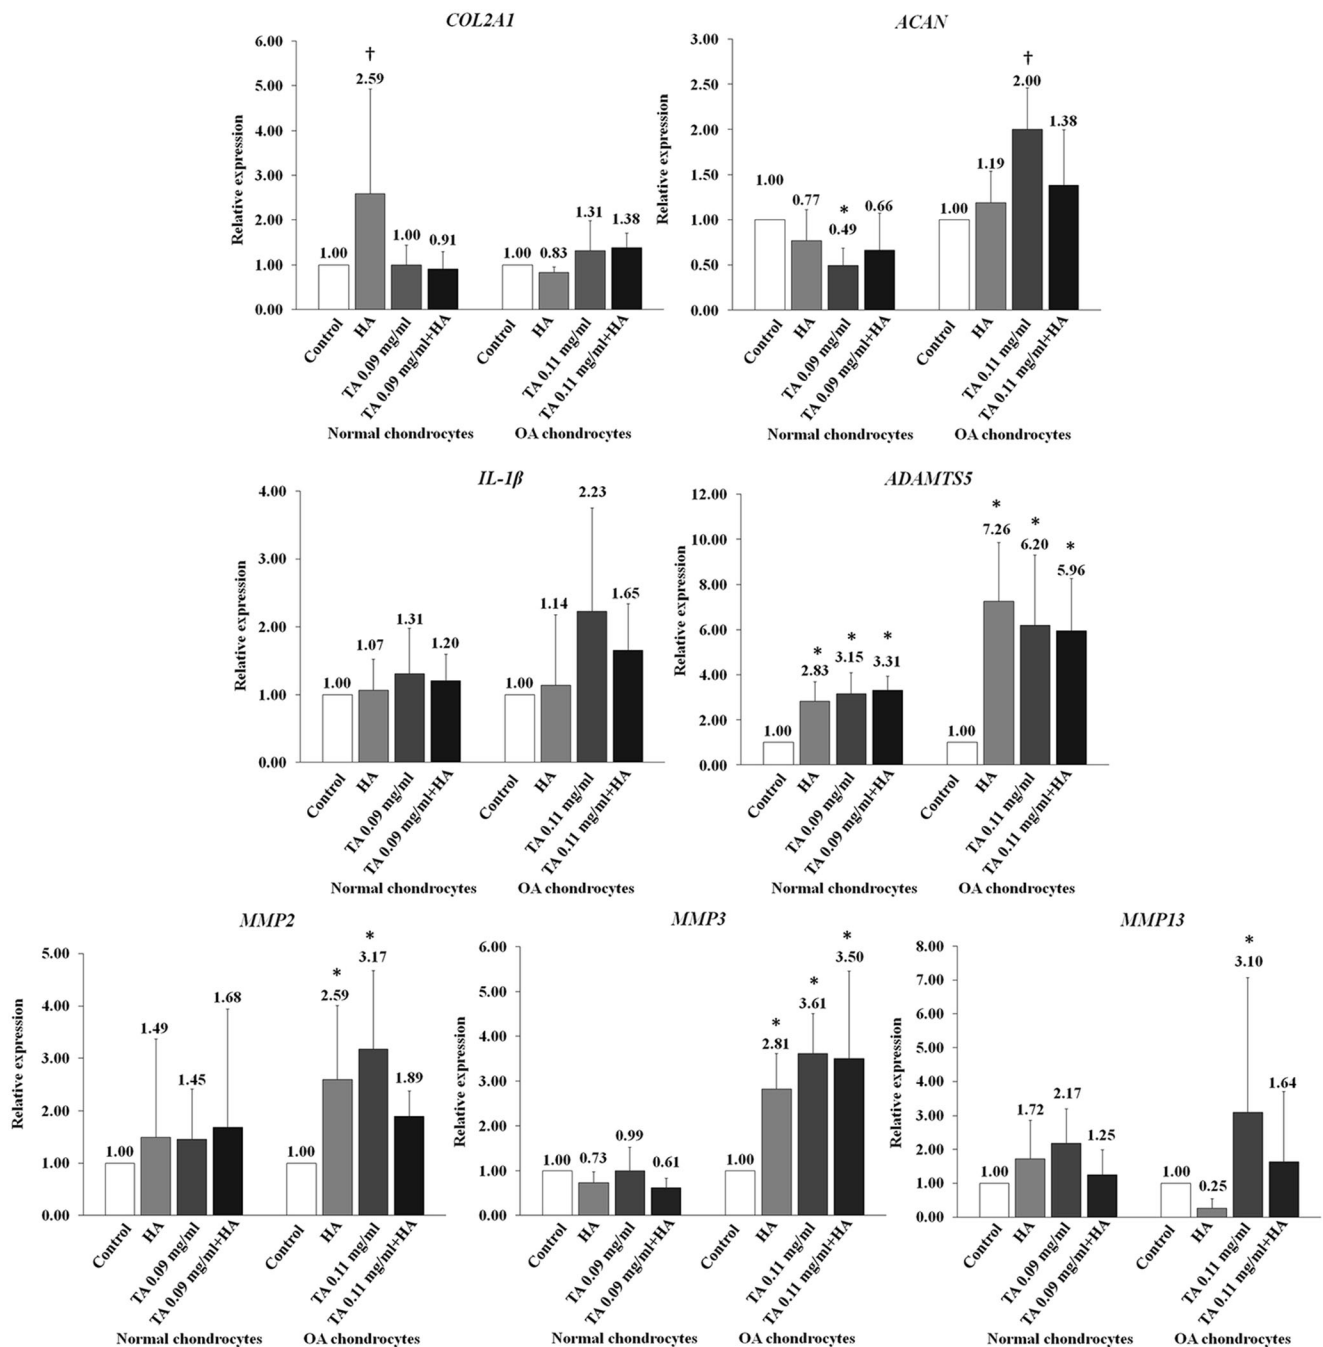 COL2A1
Relative expression
6.00
5.00
4.00
3.00
2.00
1.00
0.00
†
1.00
2.59
1.00
0.91
1.00
0.83
1.31
1.38
Control
HA
TA 0.09 mg/ml
TA 0.09 mg/ml+HA
Control
HA
TA 0.11 mg/ml
TA 0.11 mg/ml+HA
Normal chondrocytes
OA chondrocytes
ACAN
Relative expression
3.00
2.50
2.00
1.50
1.00
0.50
0.00
1.00
0.77
*
0.49
0.66
1.00
1.19
†
2.00
1.38
Control
HA
TA 0.09 mg/ml
TA 0.09 mg/ml+HA
Control
HA
TA 0.11 mg/ml
TA 0.11 mg/ml+HA
Normal chondrocytes
OA chondrocytes
IL-1β
Relative expression
4.00
3.00
2.00
1.00
0.00
1.00
1.07
1.31
1.20
1.00
1.14
2.23
1.65
Control
HA
TA 0.09 mg/ml
TA 0.09 mg/ml+HA
Control
HA
TA 0.11 mg/ml
TA 0.11 mg/ml+HA
Normal chondrocytes
OA chondrocytes
ADAMTS5
Relative expression
12.00
10.00
8.00
6.00
4.00
2.00
0.00
1.00
*
2.83
*
3.15
*
3.31
1.00
*
7.26
*
6.20
*
5.96
Control
HA
TA 0.09 mg/ml
TA 0.09 mg/ml+HA
Control
HA
TA 0.11 mg/ml
TA 0.11 mg/ml+HA
Normal chondrocytes
OA chondrocytes
MMP2
Relative expression
5.00
4.00
3.00
2.00
1.00
0.00
1.00
1.49
1.45
1.68
1.00
*
2.59
*
3.17
1.89
Control
HA
TA 0.09 mg/ml
TA 0.09 mg/ml+HA
Control
HA
TA 0.11 mg/ml
TA 0.11 mg/ml+HA
Normal chondrocytes
OA chondrocytes
MMP3
Relative expression
6.00
5.00
4.00
3.00
2.00
1.00
0.00
1.00
0.73
0.99
0.61
1.00
*
2.81
*
3.61
*
3.50
Control
HA
TA 0.09 mg/ml
TA 0.09 mg/ml+HA
Control
HA
TA 0.11 mg/ml
TA 0.11 mg/ml+HA
Normal chondrocytes
OA chondrocytes
MMP13
Relative expression
8.00
7.00
6.00
5.00
4.00
3.00
2.00
1.00
0.00
1.00
1.72
2.17
1.25
1.00
0.25
*
3.10
1.64
Control
HA
TA 0.09 mg/ml
TA 0.09 mg/ml+HA
Control
HA
TA 0.11 mg/ml
TA 0.11 mg/ml+HA
Normal chondrocytes
OA chondrocytes